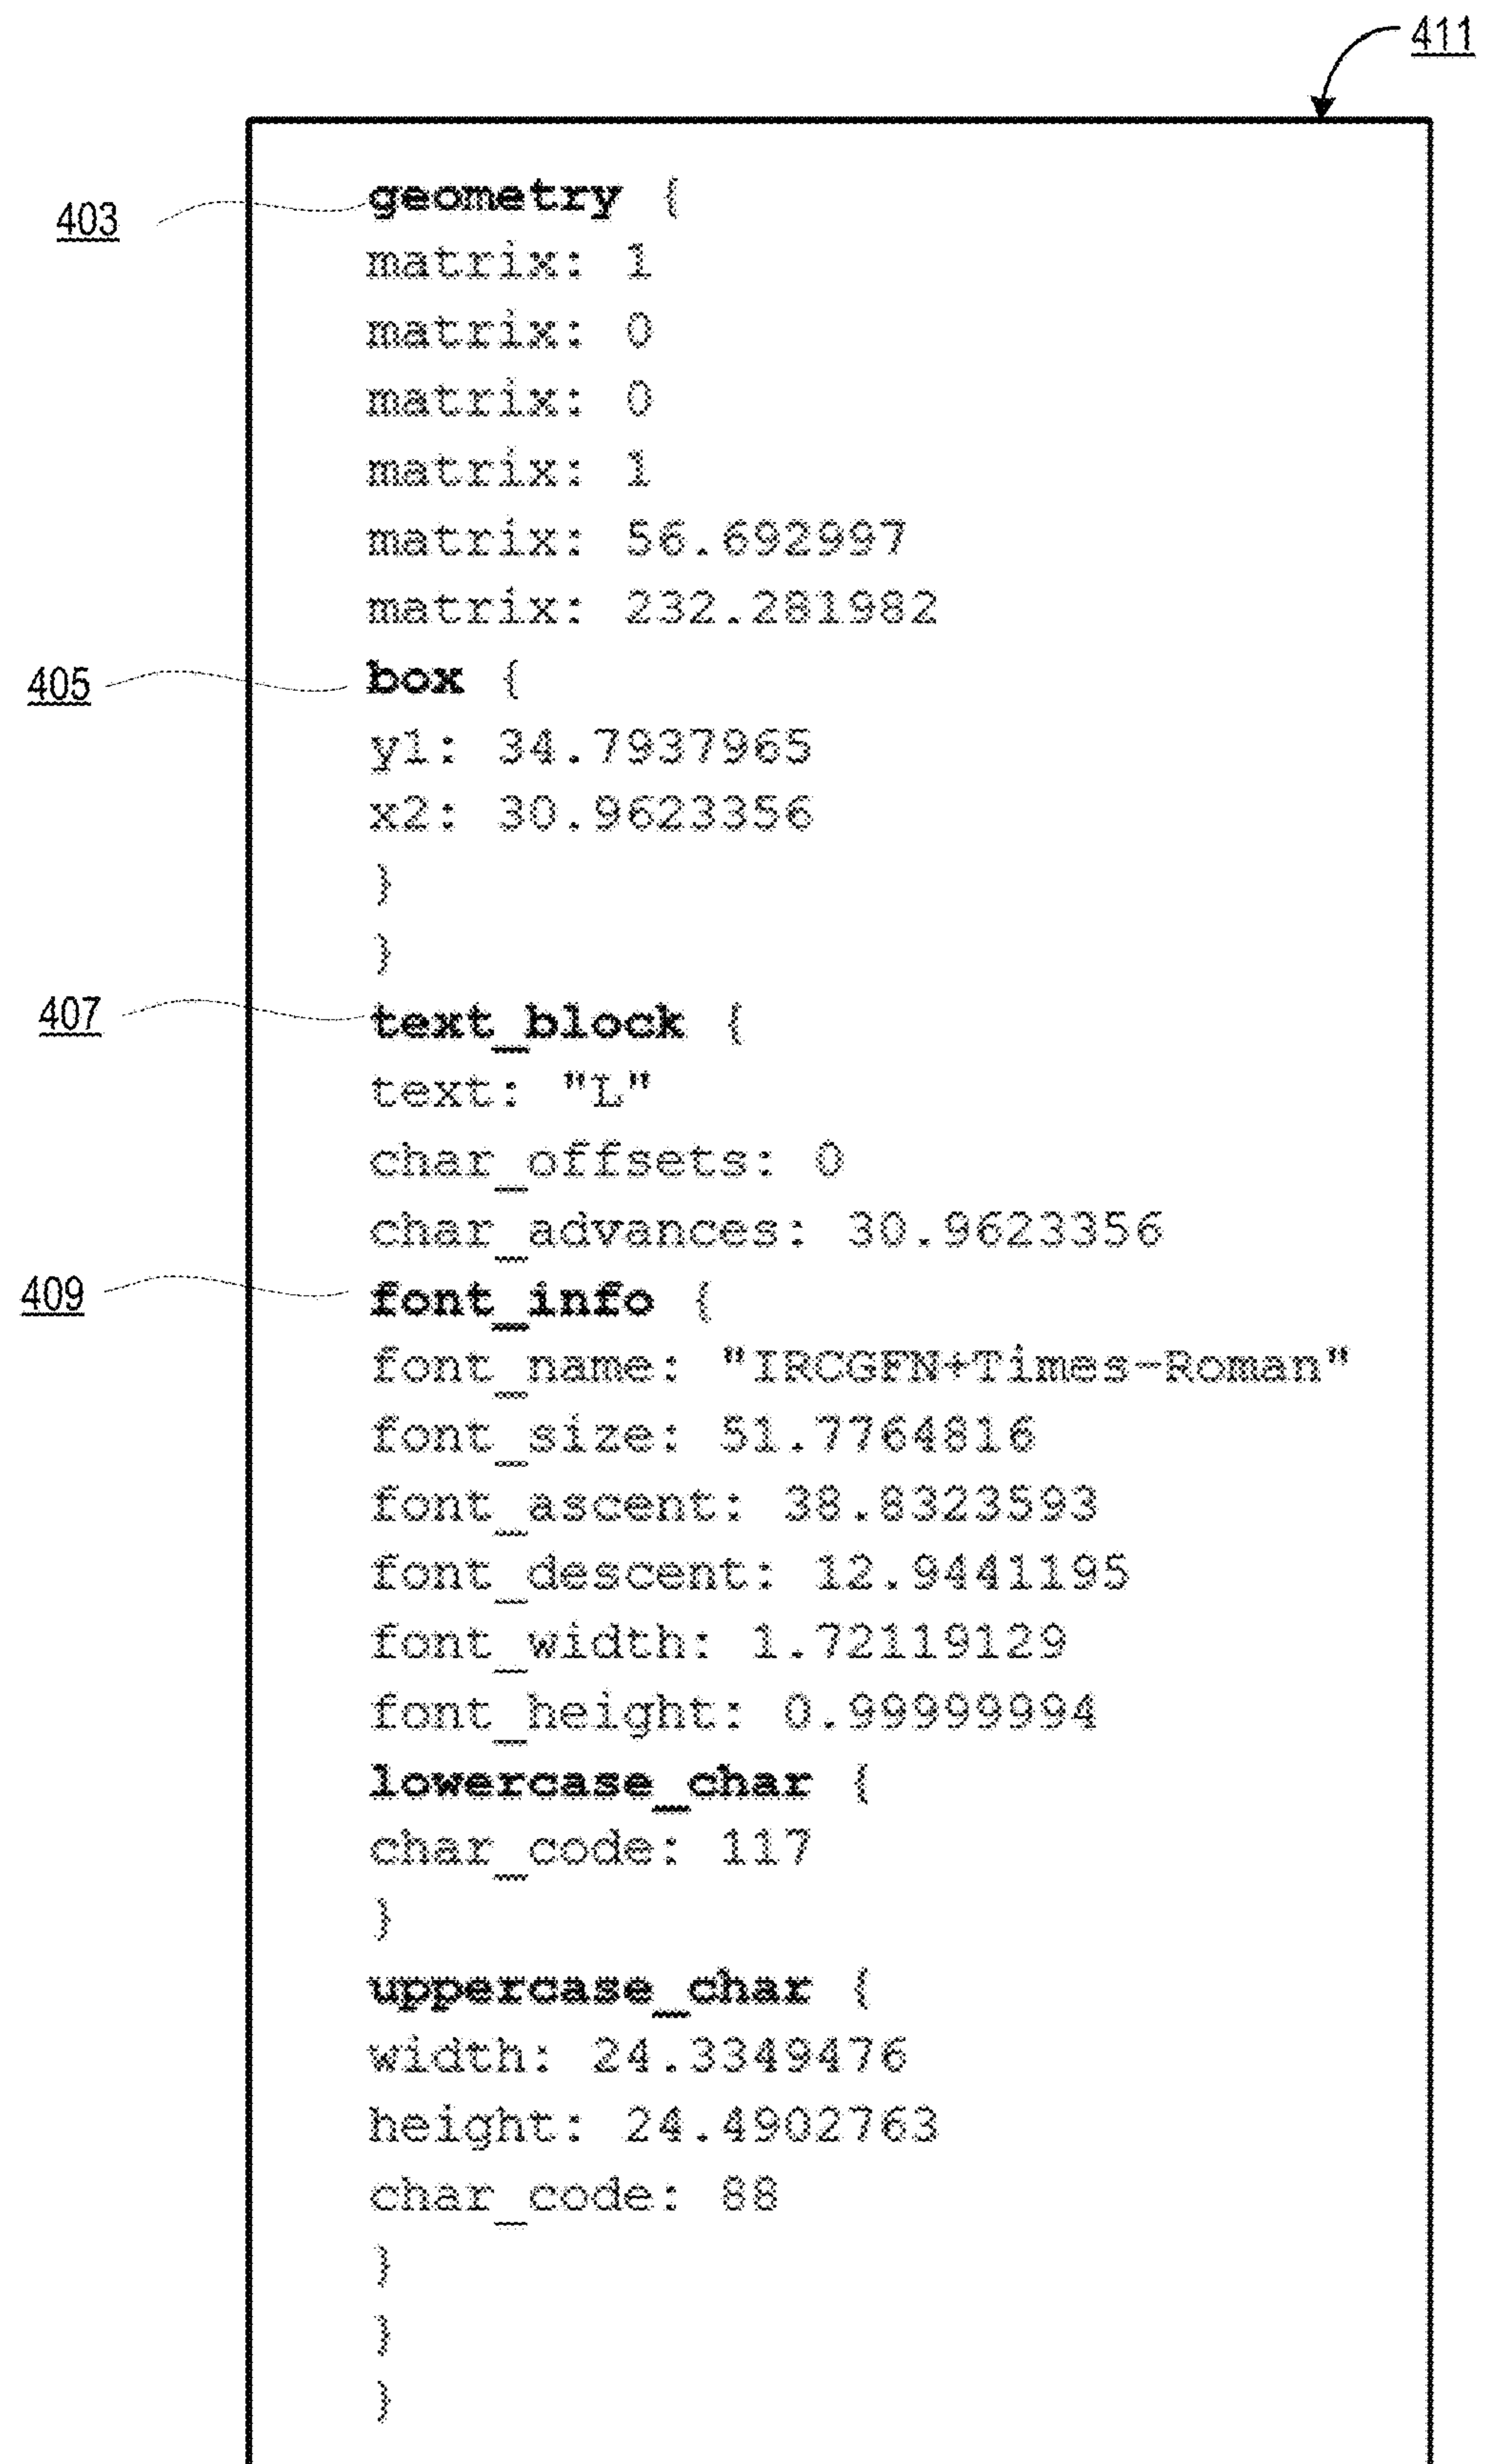 411
403 geometry {
matrix: 1
matrix: 0
matrix: 0
matrix: 1
matrix: 56.692997
matrix: 232.281982
405 box {
y1: 34.7937965
x2: 30.9623356
}
}
407 text_block {
text: "L"
char_offsets: 0
char_advances: 30.9623356
409 font_info {
font_name: "IRCGFN+Times-Roman"
font_size: 51.7764816
font_ascent: 38.8323593
font_descent: 12.9441195
font_width: 1.72119129
font_height: 0.99999994
lowercase_char {
char_code: 117
}
uppercase_char {
width: 24.3349476
height: 24.4902763
char_code: 88
}
}
}